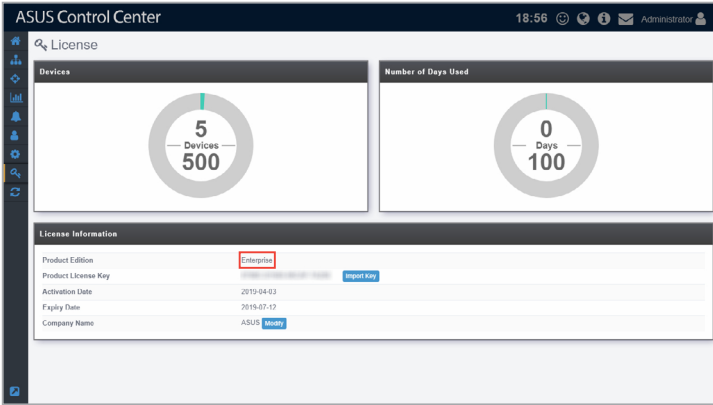 ASUS Control Center
18:56
Administrator
License
Devices
5
Devices
500
Number of Days Used
0
Days
100
License Information
Product Edition Enterprise
Product License Key Import Key
Activation Date 2019-04-03
Expiry Date 2019-07-12
Company Name ASUS Modify